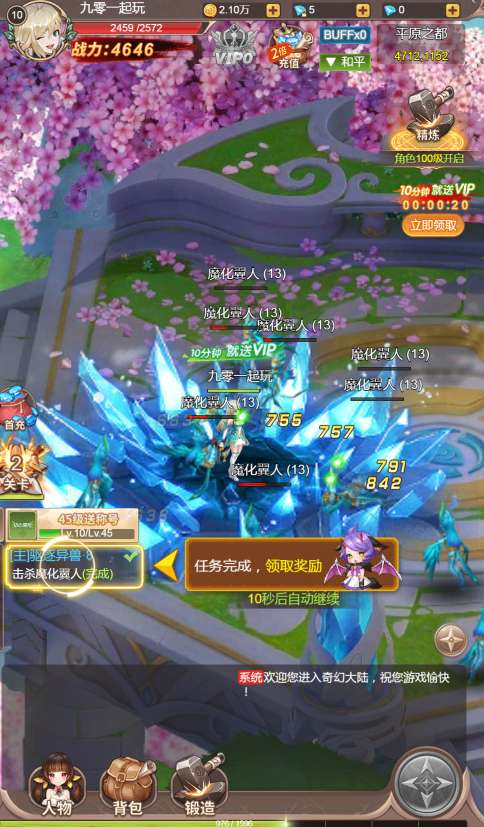 10
九零一起玩
2.10万
5
0
2459 /2572
战力:4646
VIP0
2倍
充值
BUFFx0
▼ 和平
平原之都
4712,1152
精炼
角色100级开启
10分钟 就送VIP
00:00:20
立即领取
魔化翼人 (13)
魔化翼人 (13)
魔化翼人 (13)
10分钟 就送VIP
魔化翼人 (13)
九零一起玩
魔化翼人 (13)
魔化翼人 (13)
755
757
首充
魔化翼人 (13)
791
842
2
关卡
45级送称号
Lv.10/Lv.45
[主]驱逐异兽 8
击杀魔化翼人(完成)
任务完成，领取奖励
10秒后自动继续
系统 欢迎您进入奇幻大陆，祝您游戏愉快
！
人物
背包
锻造